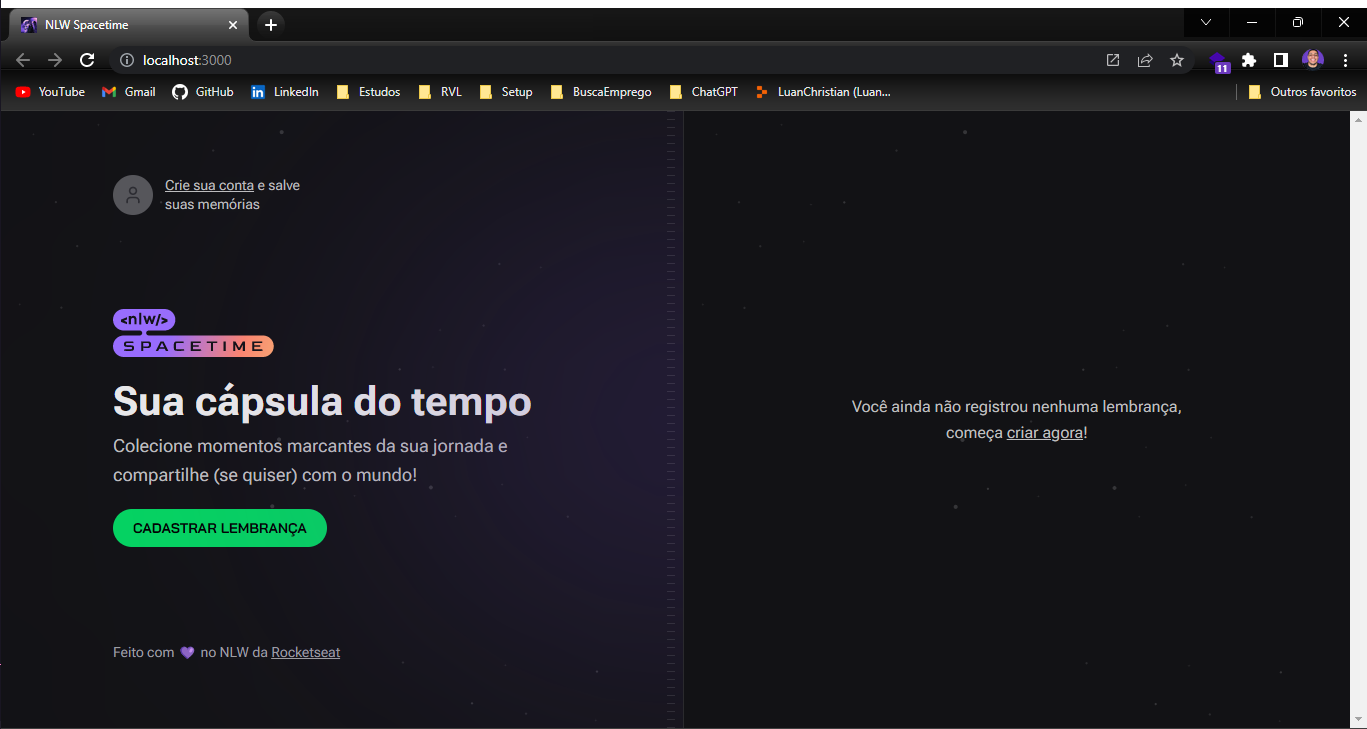 NLW Spacetime
localhost:3000
11
YouTube Gmail GitHub LinkedIn Estudos RVL Setup BuscaEmprego ChatGPT LuanChristian (Luan... Outros favoritos
Crie sua conta e salve
suas memórias
<nlw/>
SPACETIME
Sua cápsula do tempo
Colecione momentos marcantes da sua jornada e
compartilhe (se quiser) com o mundo!
CADASTRAR LEMBRANÇA
Feito com 💜 no NLW da Rocketseat
Você ainda não registrou nenhuma lembrança,
começa criar agora!